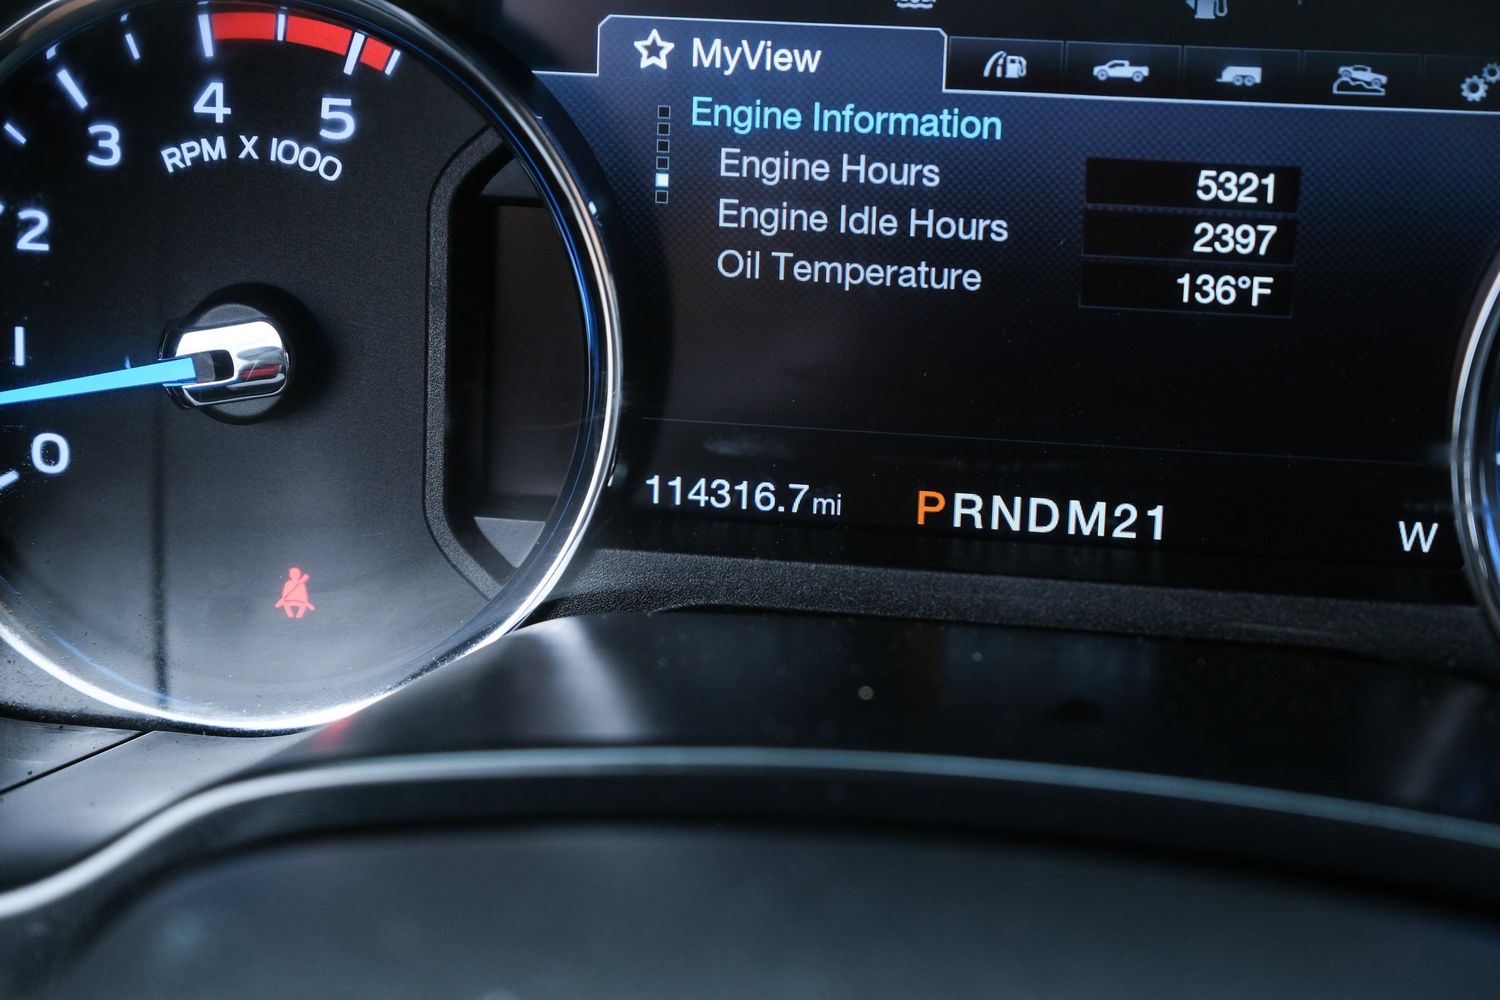 MyView
Engine Information
Engine Hours 5321
Engine Idle Hours 2397
Oil Temperature 136°F
114316.7mi PRNDM21 W
0
1
2
3
4
5
RPM X 1000